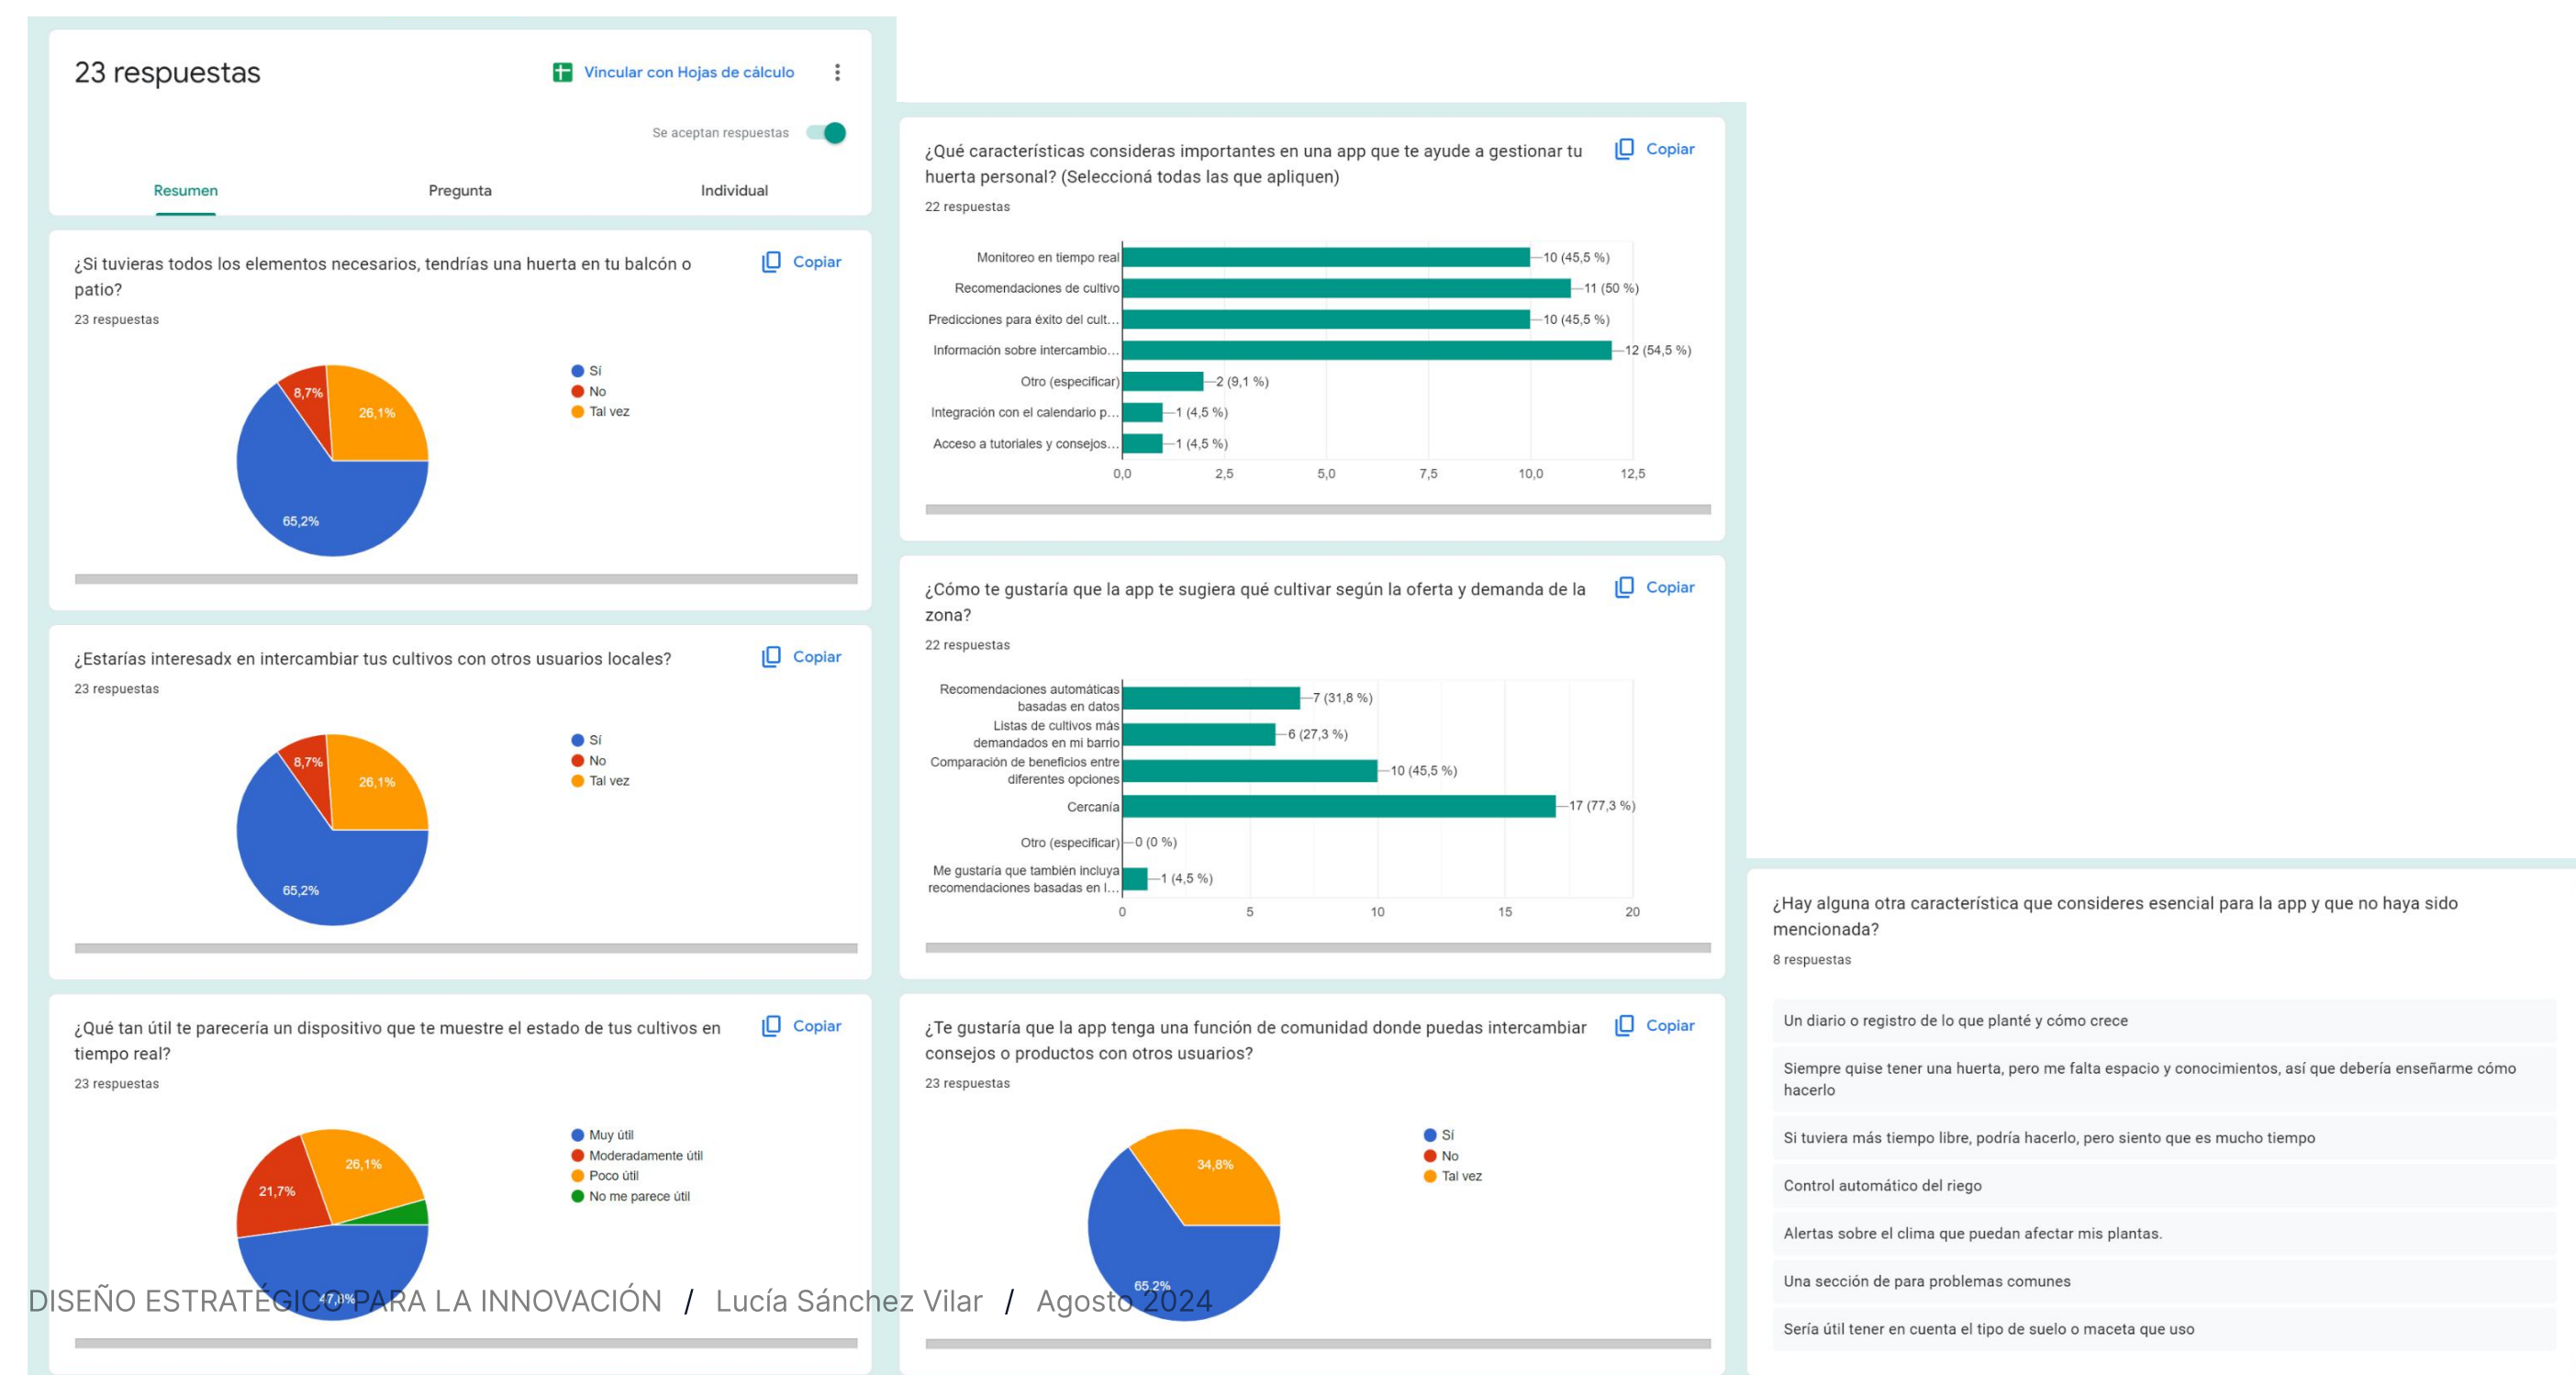 23 respuestas
Vincular con Hojas de cálculo
Se aceptan respuestas
Resumen
Pregunta
Individual
¿Si tuvieras todos los elementos necesarios, tendrías una huerta en tu balcón o
patio?
Copiar
23 respuestas
Sí
No
Tal vez
8,7%
26,1%
65,2%
¿Estarías interesadx en intercambiar tus cultivos con otros usuarios locales?
Copiar
23 respuestas
Sí
No
Tal vez
8,7%
26,1%
65,2%
¿Qué tan útil te parecería un dispositivo que te muestre el estado de tus cultivos en
tiempo real?
Copiar
23 respuestas
Muy útil
Moderadamente útil
Poco útil
No me parece útil
26,1%
21,7%
47,8%
¿Qué características consideras importantes en una app que te ayude a gestionar tu
huerta personal? (Seleccioná todas las que apliquen)
Copiar
22 respuestas
Monitoreo en tiempo real
10 (45,5 %)
Recomendaciones de cultivo
11 (50 %)
Predicciones para éxito del cult...
10 (45,5 %)
Información sobre intercambio...
12 (54,5 %)
Otro (especificar)
2 (9,1 %)
Integración con el calendario p...
1 (4,5 %)
Acceso a tutoriales y consejos...
1 (4,5 %)
0,0 2,5 5,0 7,5 10,0 12,5
¿Cómo te gustaría que la app te sugiera qué cultivar según la oferta y demanda de la
zona?
Copiar
22 respuestas
Recomendaciones automáticas
basadas en datos
7 (31,8 %)
Listas de cultivos más
demandados en mi barrio
6 (27,3 %)
Comparación de beneficios entre
diferentes opciones
10 (45,5 %)
Cercanía
17 (77,3 %)
Otro (especificar)
0 (0 %)
Me gustaría que también incluya
recomendaciones basadas en l...
1 (4,5 %)
0 5 10 15 20
¿Te gustaría que la app tenga una función de comunidad donde puedas intercambiar
consejos o productos con otros usuarios?
Copiar
23 respuestas
Sí
No
Tal vez
34,8%
65,2%
¿Hay alguna otra característica que consideres esencial para la app y que no haya sido
mencionada?
8 respuestas
Un diario o registro de lo que planté y cómo crece
Siempre quise tener una huerta, pero me falta espacio y conocimientos, así que debería enseñarme cómo
hacerlo
Si tuviera más tiempo libre, podría hacerlo, pero siento que es mucho tiempo
Control automático del riego
Alertas sobre el clima que puedan afectar mis plantas.
Una sección de para problemas comunes
Sería útil tener en cuenta el tipo de suelo o maceta que uso
DISEÑO ESTRATÉGICO PARA LA INNOVACIÓN / Lucía Sánchez Vilar / Agosto 2024